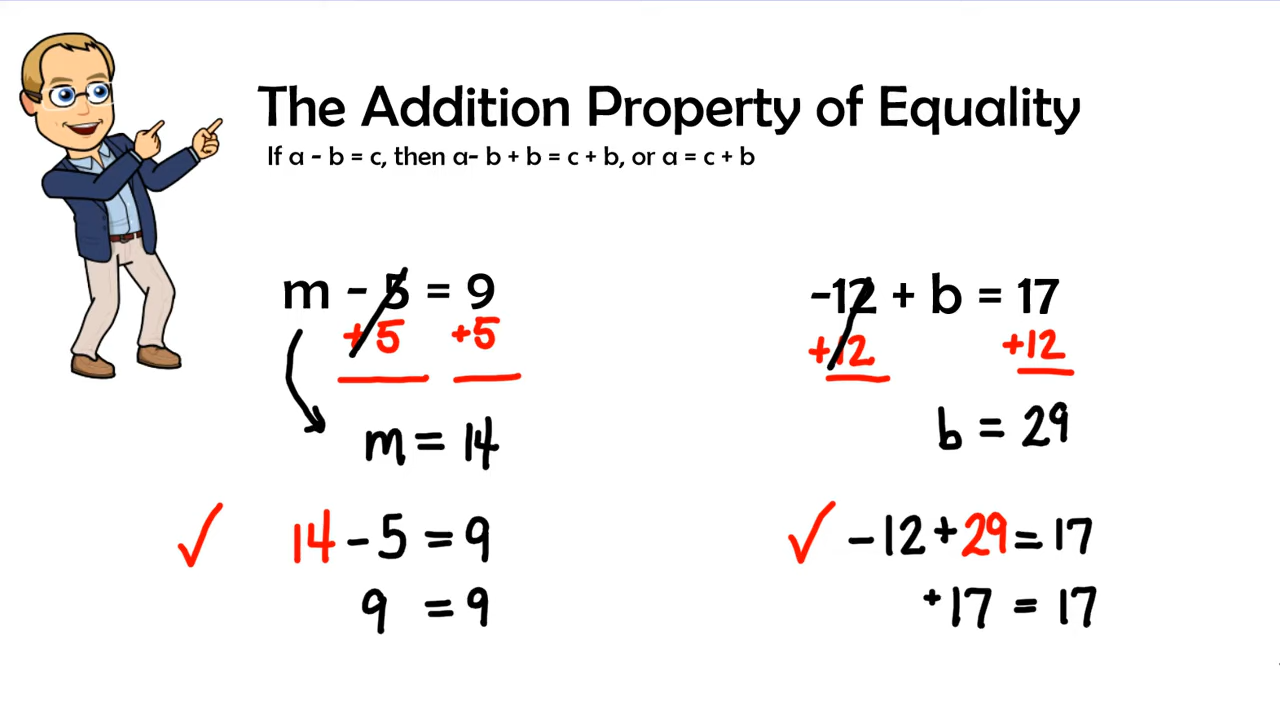 The Addition Property of Equality
If a - b = c, then a- b + b = c + b, or a = c + b
m - 5 = 9
+5 +5
m = 14
✓ 14 - 5 = 9
9 = 9
-12 + b = 17
+12 +12
b = 29
✓ -12 + 29 = 17
+17 = 17